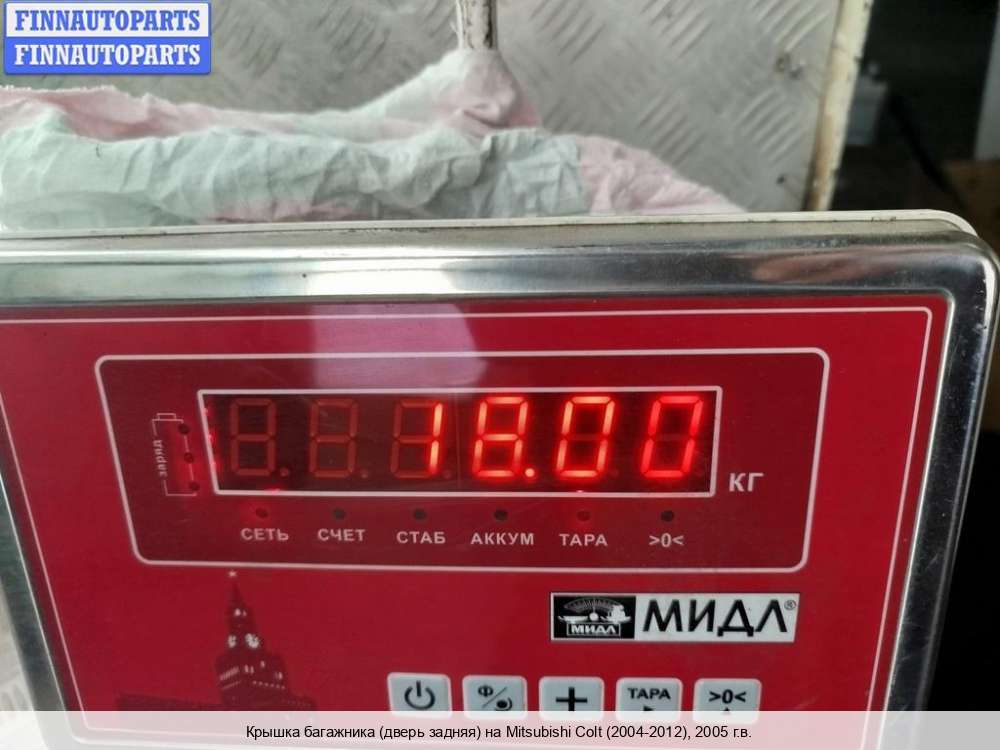 FINNAUTOPARTS
FINNAUTOPARTS
заряд
18.00
КГ
СЕТЬ СЧЕТ СТАБ АККУМ ТАРА >0<
МИДЛ МИДЛ®
Ф + ТАРА >0<
Крышка багажника (дверь задняя) на Mitsubishi Colt (2004-2012), 2005 г.в.